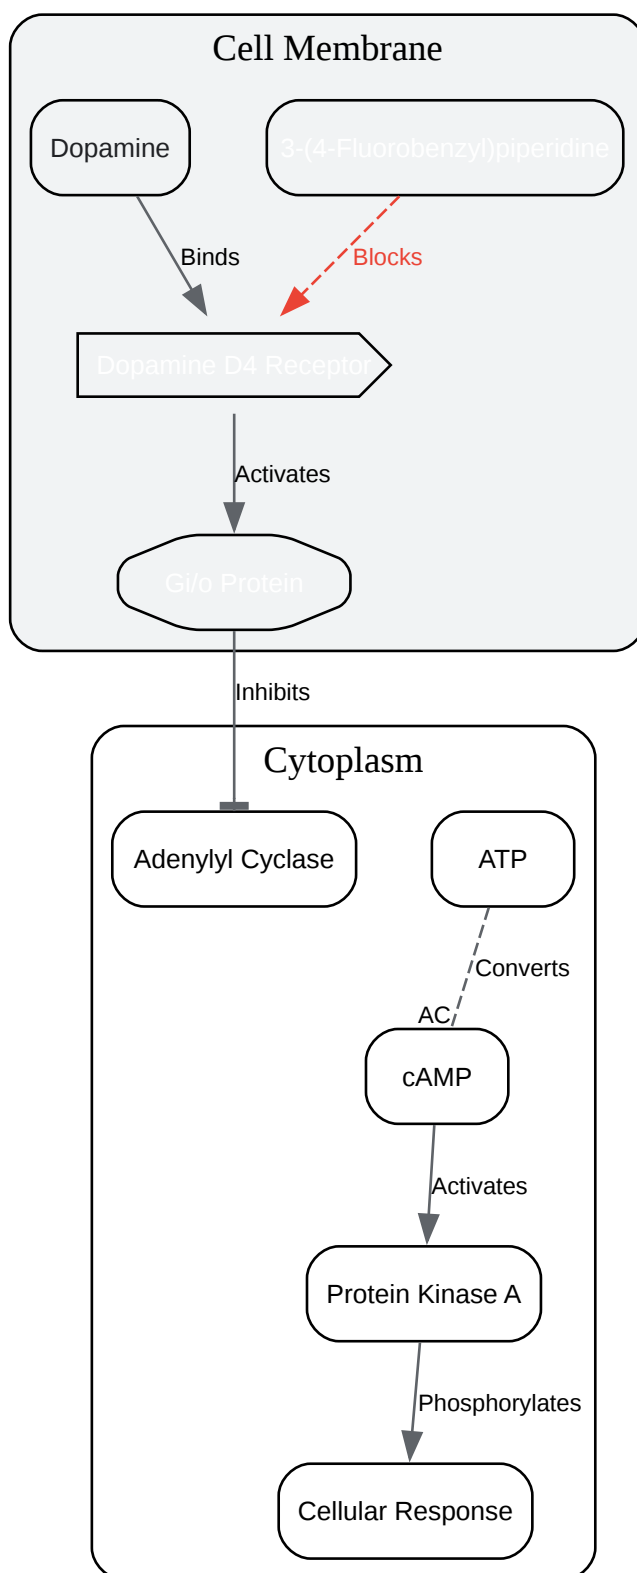 Cell Membrane
Dopamine
3-(4-Fluorobenzyl)piperidine
Binds
Blocks
Dopamine D4 Receptor
Activates
Gi/o Protein
Inhibits
Cytoplasm
Adenylyl Cyclase
ATP
Converts
AC
cAMP
Activates
Protein Kinase A
Phosphorylates
Cellular Response